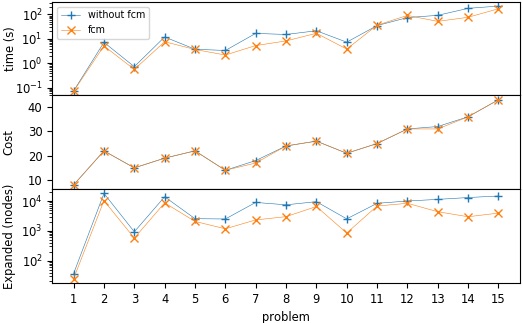 without fcm
fcm
time (s)
10²
10¹
10⁰
10⁻¹
Cost
40
30
20
10
Expanded (nodes)
10⁴
10³
10²
1 2 3 4 5 6 7 8 9 10 11 12 13 14 15
problem